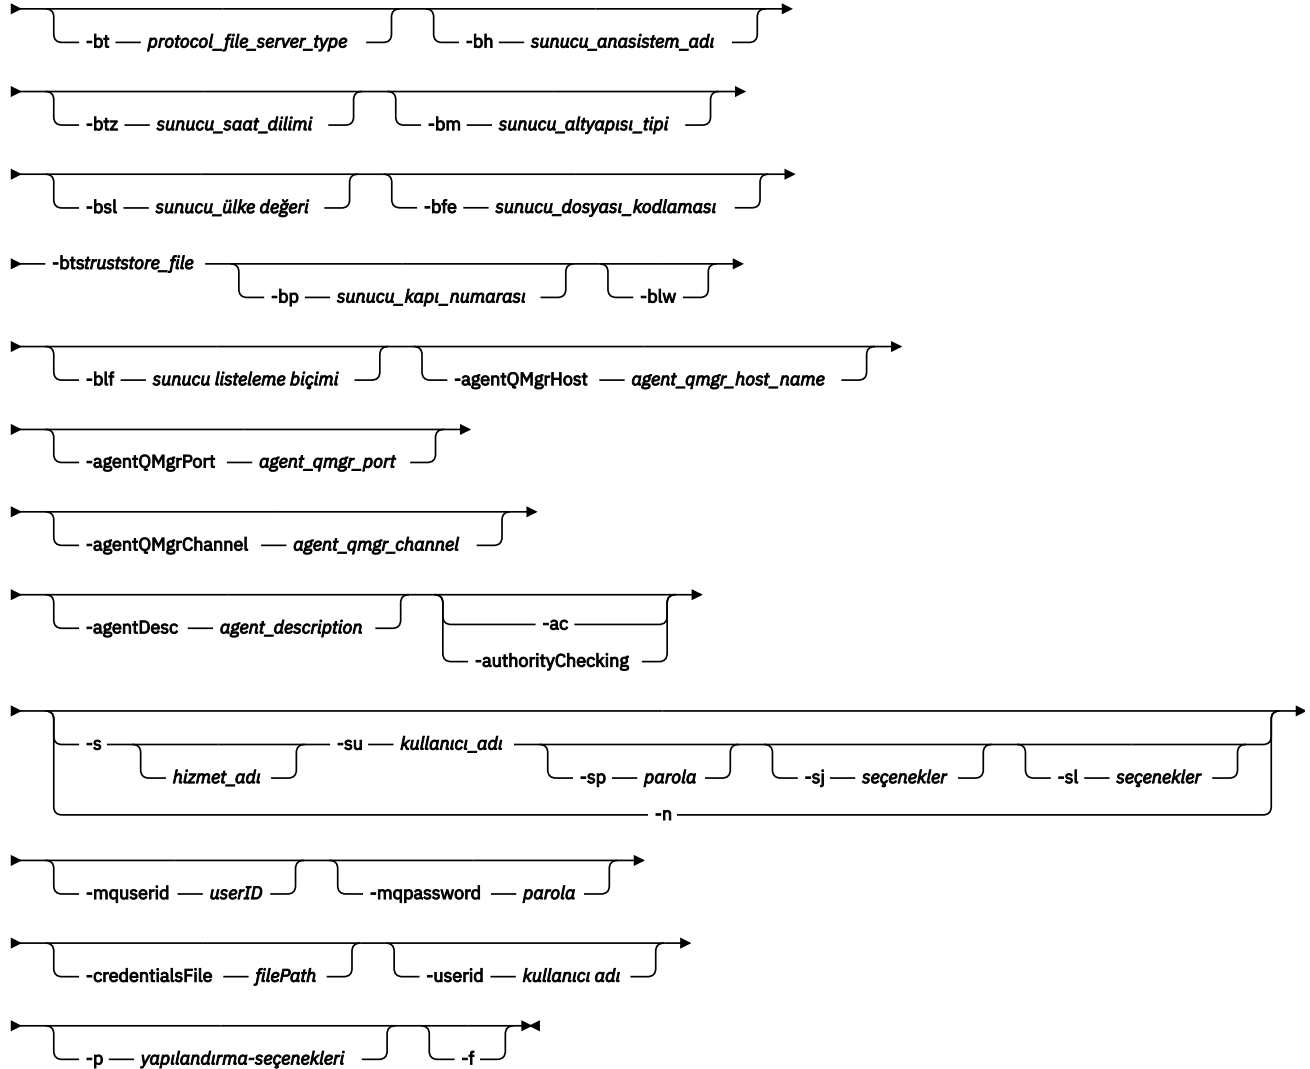 -bt protocol_file_server_type -bh sunucu_anasistem_adı
-btz sunucu_saat_dilimi -bm sunucu_altyapısı_tipi
-bsl sunucu_ülke değeri -bfe sunucu_dosyası_kodlaması
-btstruststore_file
-bp sunucu_kapı_numarası -blw
-blf sunucu listeleme biçimi -agentQMgrHost agent_qmgr_host_name
-agentQMgrPort agent_qmgr_port
-agentQMgrChannel agent_qmgr_channel
-agentDesc agent_description -ac
-authorityChecking
-s -su kullanıcı_adı
hizmet_adı -sp parola -sj seçenekler -sl seçenekler
-n
-mquserid userID -mqpassword parola
-credentialsFile filePath -userid kullanıcı adı
-p yapılandırma-seçenekleri -f